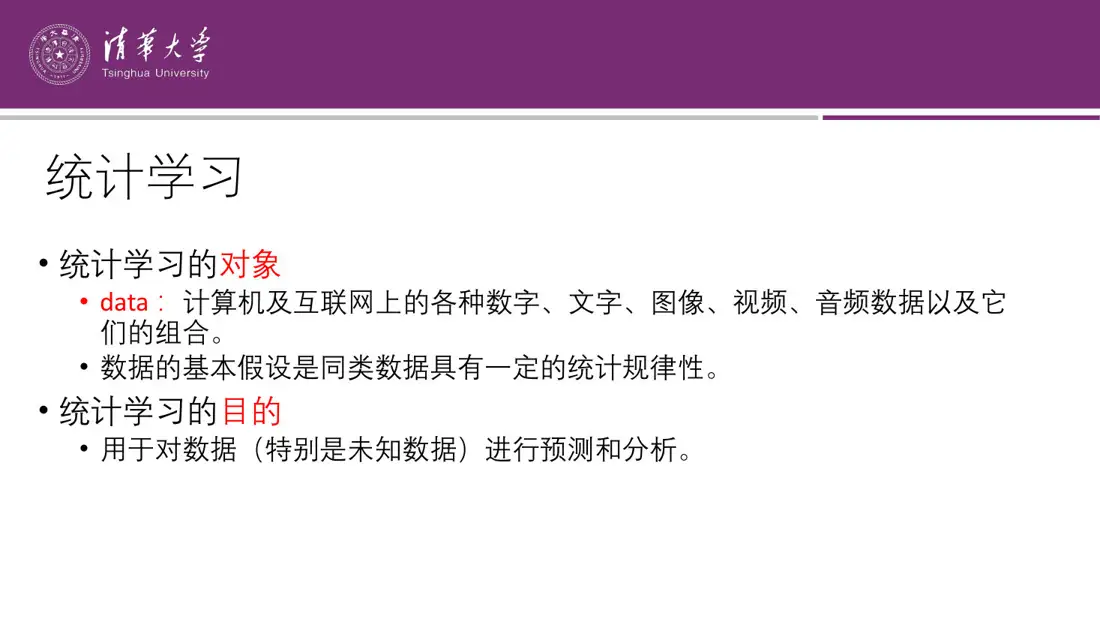 清华大学
Tsinghua University
统计学习
• 统计学习的对象
• data： 计算机及互联网上的各种数字、文字、图像、视频、音频数据以及它
们的组合。
• 数据的基本假设是同类数据具有一定的统计规律性。
• 统计学习的目的
• 用于对数据（特别是未知数据）进行预测和分析。